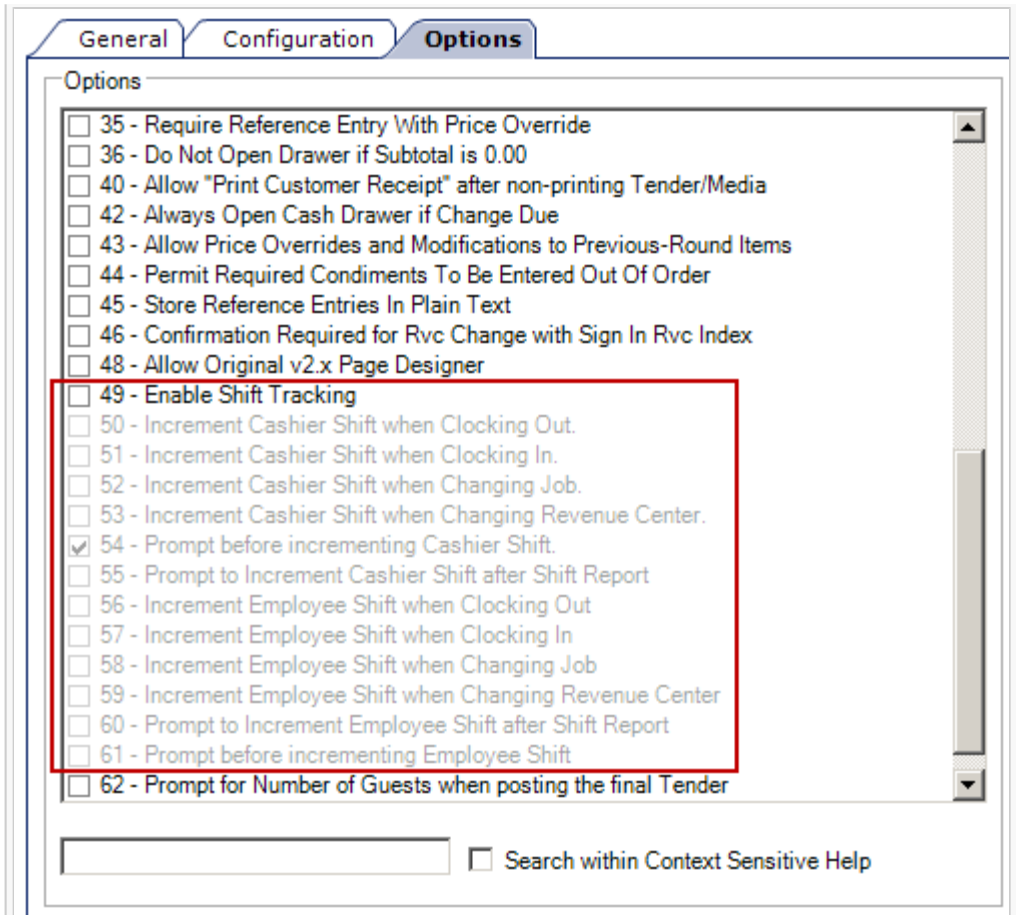 General Configuration Options
Options
35 - Require Reference Entry With Price Override
36 - Do Not Open Drawer if Subtotal is 0.00
40 - Allow "Print Customer Receipt" after non-printing Tender/Media
42 - Always Open Cash Drawer if Change Due
43 - Allow Price Overrides and Modifications to Previous-Round Items
44 - Permit Required Condiments To Be Entered Out Of Order
45 - Store Reference Entries In Plain Text
46 - Confirmation Required for Rvc Change with Sign In Rvc Index
48 - Allow Original v2.x Page Designer
49 - Enable Shift Tracking
50 - Increment Cashier Shift when Clocking Out.
51 - Increment Cashier Shift when Clocking In.
52 - Increment Cashier Shift when Changing Job.
53 - Increment Cashier Shift when Changing Revenue Center.
54 - Prompt before incrementing Cashier Shift.
55 - Prompt to Increment Cashier Shift after Shift Report
56 - Increment Employee Shift when Clocking Out
57 - Increment Employee Shift when Clocking In
58 - Increment Employee Shift when Changing Job
59 - Increment Employee Shift when Changing Revenue Center
60 - Prompt to Increment Employee Shift after Shift Report
61 - Prompt before incrementing Employee Shift
62 - Prompt for Number of Guests when posting the final Tender
Search within Context Sensitive Help